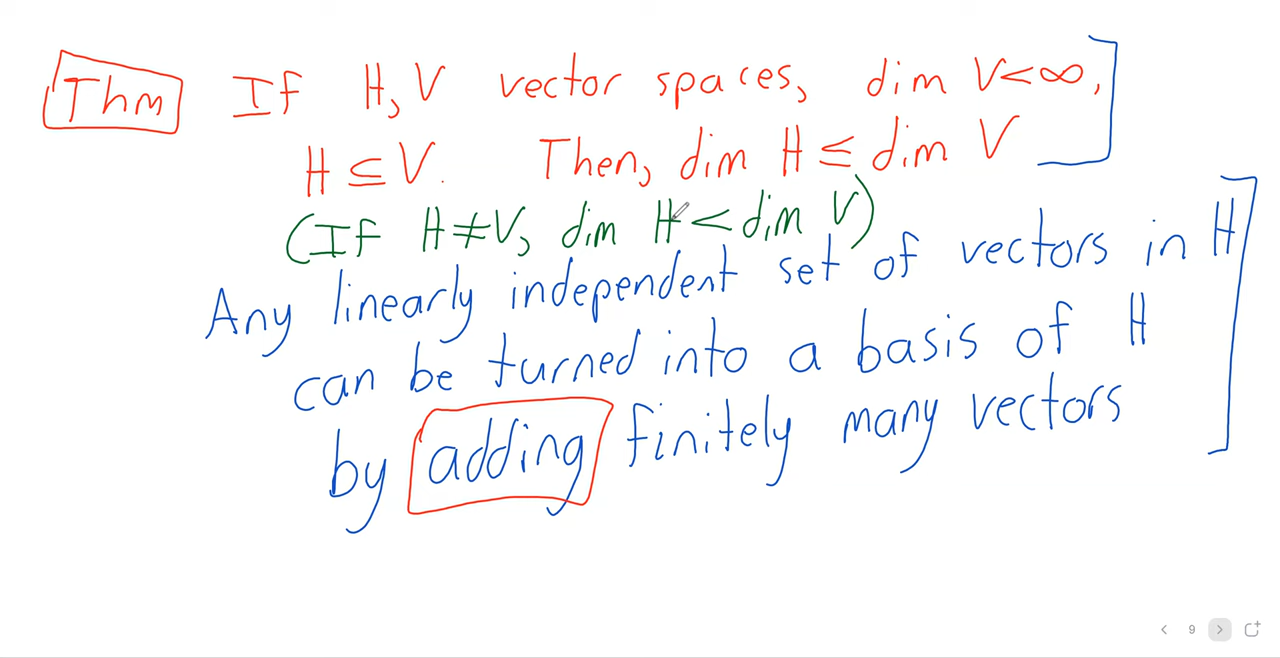 Thm If H, V vector spaces, dim V < ∞,
H ⊆ V. Then, dim H ≤ dim V
(If H ≠ V, dim H < dim V)
Any linearly independent set of vectors in H
can be turned into a basis of H
by adding finitely many vectors
9